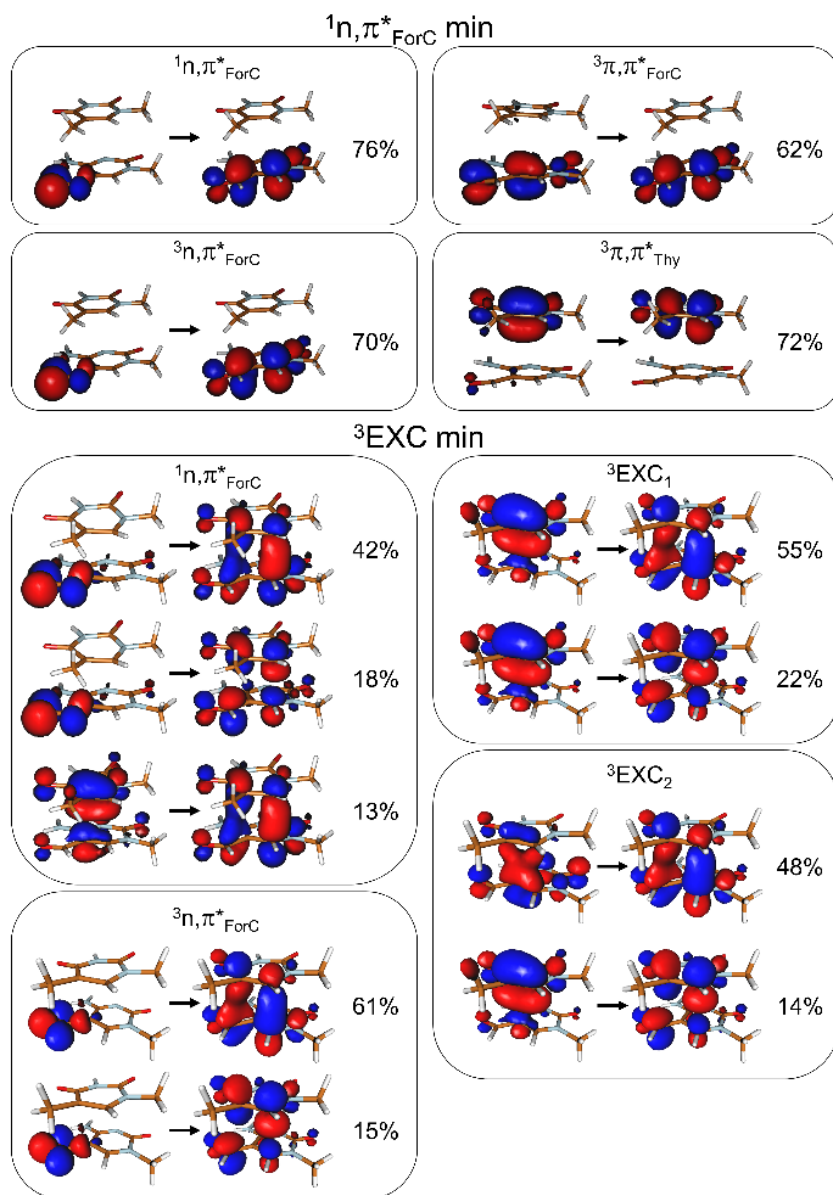 ¹n,π*ForC min
¹n,π*ForC
76%
³π,π*ForC
62%
³n,π*ForC
70%
³π,π*Thy
72%
³EXC min
¹n,π*ForC
42%
18%
13%
³n,π*ForC
61%
15%
³EXC₁
55%
22%
³EXC₂
48%
14%